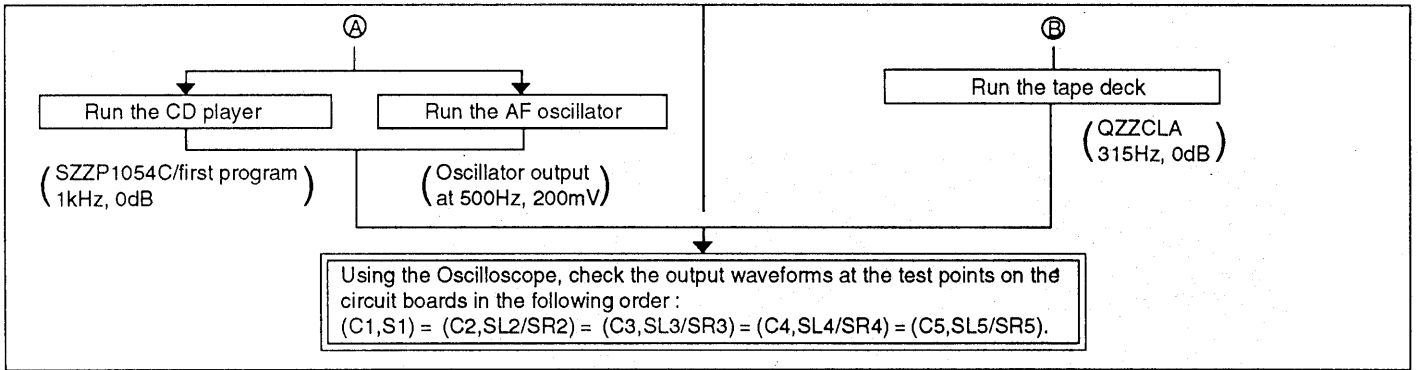 A
B
Run the CD player
Run the AF oscillator
Run the tape deck
(SZZP1054C/first program
1kHz, 0dB)
(Oscillator output
at 500Hz, 200mV)
(QZZCLA
315Hz, 0dB)
Using the Oscilloscope, check the output waveforms at the test points on the
circuit boards in the following order :
(C1,S1) = (C2,SL2/SR2) = (C3,SL3/SR3) = (C4,SL4/SR4) = (C5,SL5/SR5).